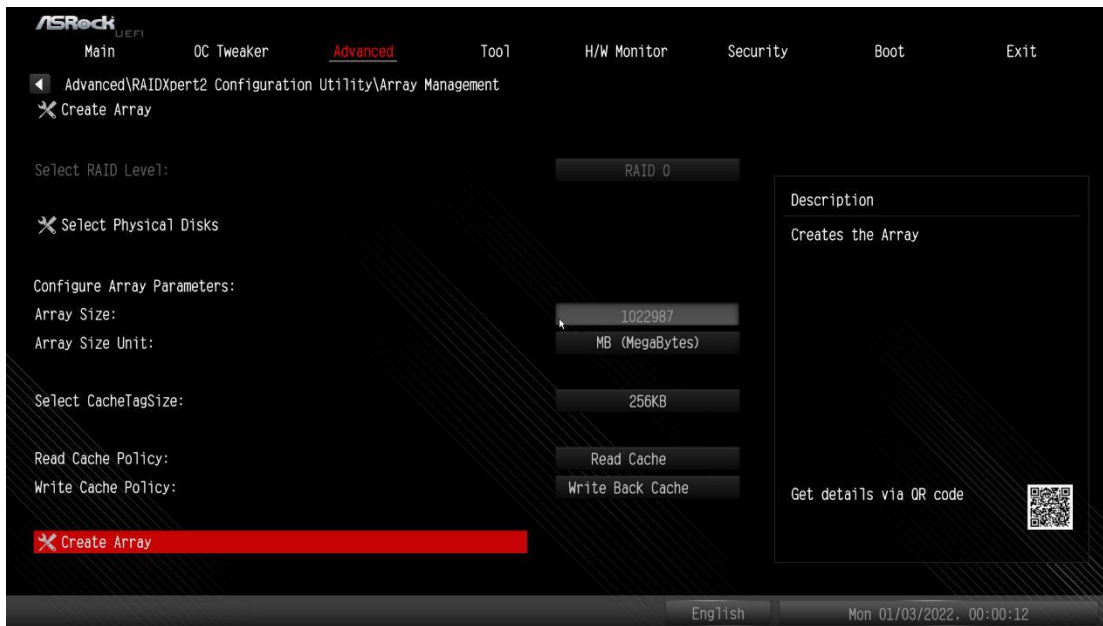 ASRock
UEFI
Main OC Tweaker Advanced Tool H/W Monitor Security Boot Exit
Advanced\RAIDXpert2 Configuration Utility\Array Management
Create Array
Select RAID Level: RAID 0
Select Physical Disks
Configure Array Parameters:
Array Size: 1022987
Array Size Unit: MB (MegaBytes)
Select CacheTagSize: 256KB
Read Cache Policy: Read Cache
Write Cache Policy: Write Back Cache
Create Array
Description
Creates the Array
Get details via QR code
English Mon 01/03/2022, 00:00:12